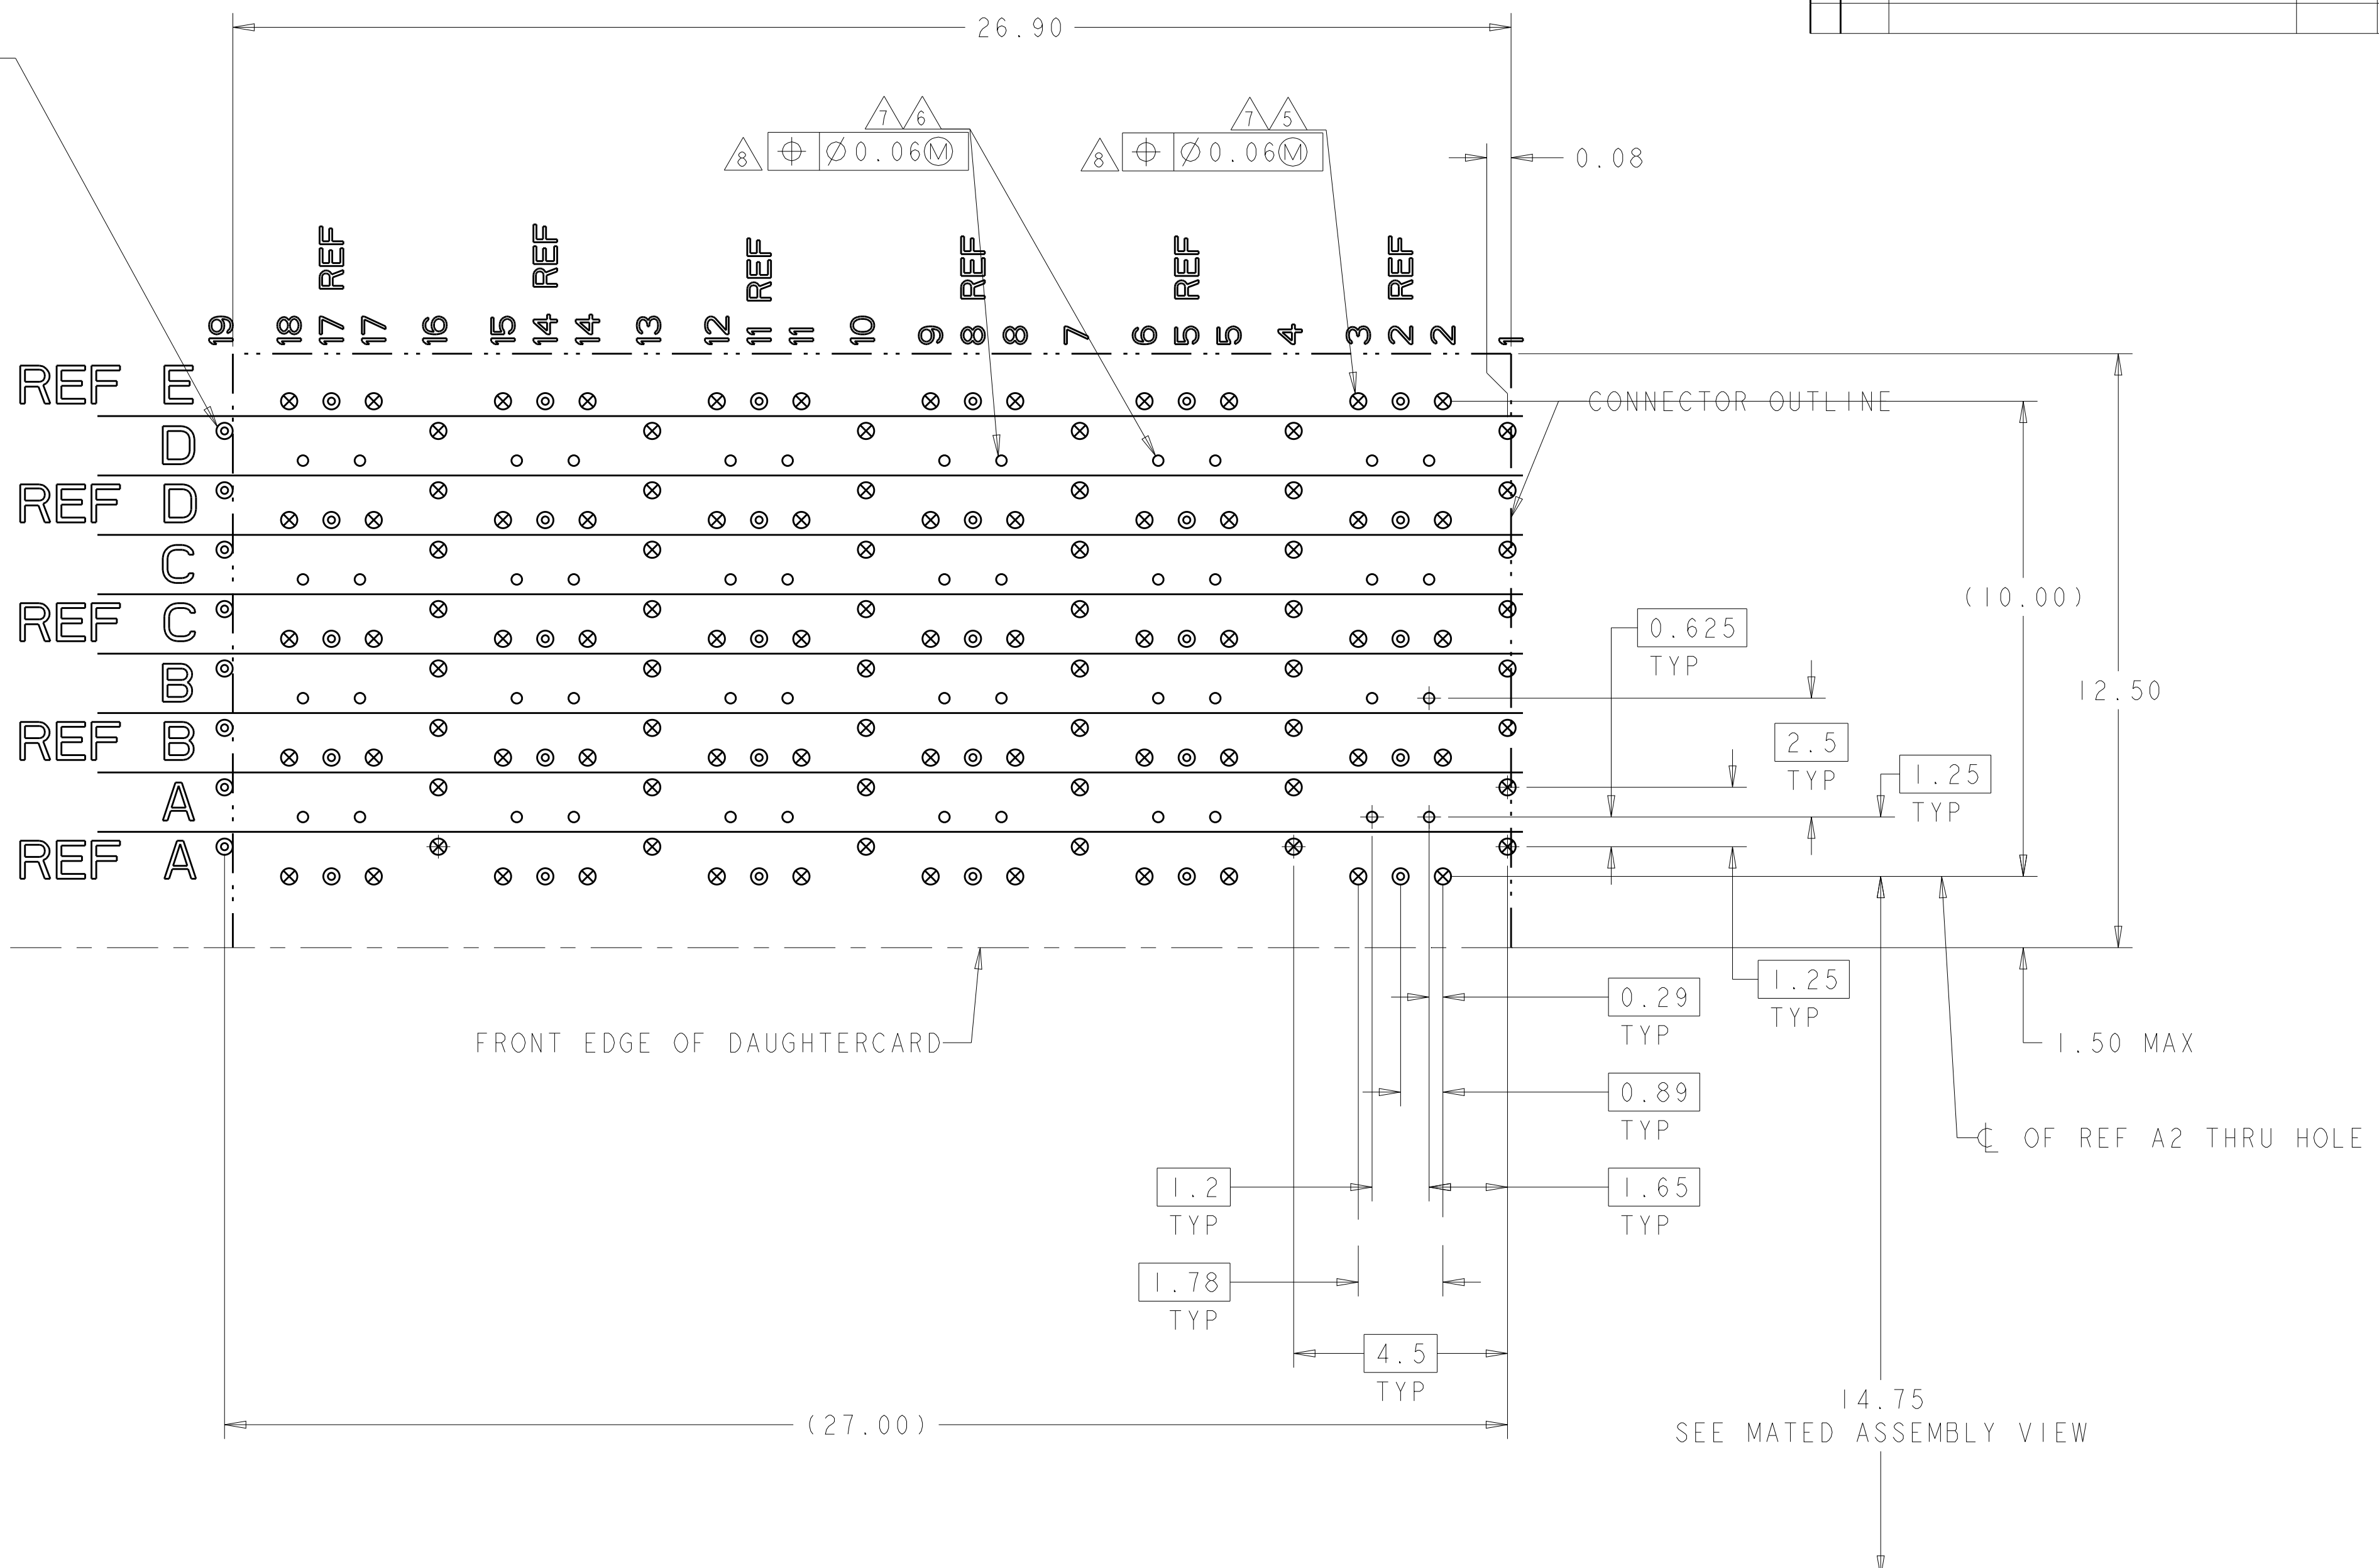 26.90
7 6
7 5
8 ⌖ ⌀0.06Ⓜ
8 ⌖ ⌀0.06Ⓜ
0.08
REF REF REF REF REF REF
19 18 17 17 16 15 14 14 13 12 11 11 10 9 8 8 7 6 5 5 4 3 2 2 1
REF E
CONNECTOR OUTLINE
D
REF D
C
(10.00)
REF C
0.625
TYP
B
12.50
REF B
2.5
TYP
1.25
TYP
A
REF A
1.25
TYP
0.29
TYP
FRONT EDGE OF DAUGHTERCARD
1.50 MAX
0.89
TYP
℄ OF REF A2 THRU HOLE
1.2
TYP
1.65
TYP
1.78
TYP
4.5
TYP
(27.00)
14.75
SEE MATED ASSEMBLY VIEW